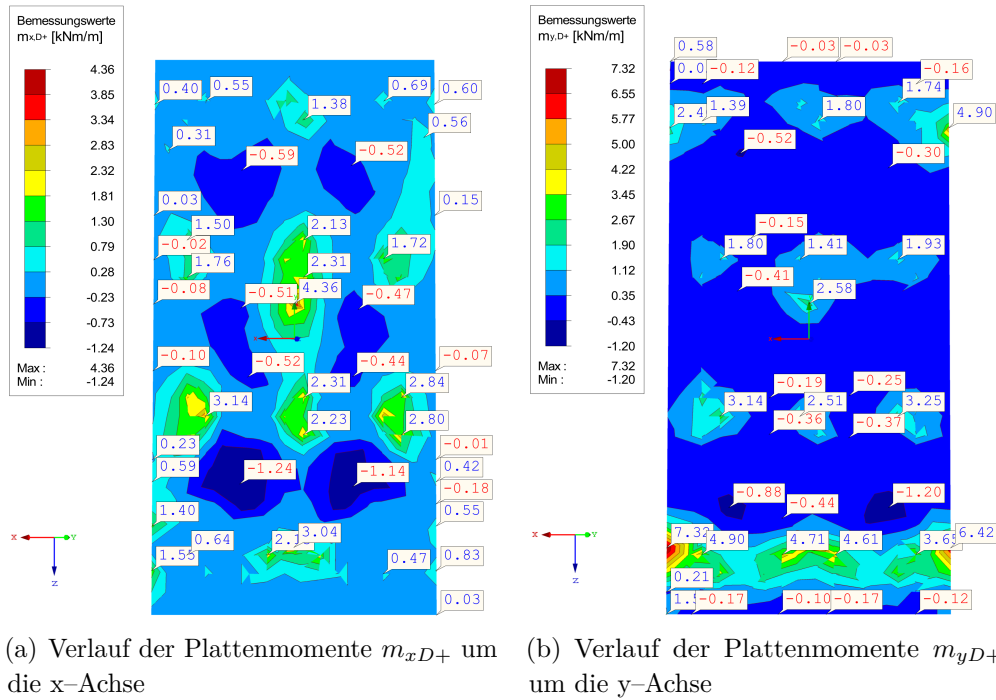 Bemessungswerte
mx,D+ [kNm/m]
4.36
3.85
3.34
2.83
2.32
1.81
1.30
0.79
0.28
-0.23
-0.73
-1.24
Max : 4.36
Min : -1.24
0.40 0.55 1.38 0.69 0.60
0.31 0.56
-0.59 -0.52
0.03 0.15
1.50 2.13
-0.02 1.72
1.76 2.31
-0.08 -0.51 4.36 -0.47
x
-0.10 -0.52 -0.44 -0.07
2.31 2.84
3.14
2.23 2.80
0.23 -0.01
0.59 -1.24 -1.14 0.42
-0.18
1.40 0.55
0.64 3.04
1.55 0.47 0.83
0.03
X Y
Z
Bemessungswerte
my,D+ [kNm/m]
7.32
6.55
5.77
5.00
4.22
3.45
2.67
1.90
1.12
0.35
-0.43
-1.20
Max : 7.32
Min : -1.20
0.58 -0.03 -0.03
-0.12 -0.16
1.39 1.80 1.74
4.90
-0.52
-0.30
-0.15
1.80 1.41 1.93
-0.41
2.58
x
-0.19 -0.25
3.14 2.51 3.25
-0.36 -0.37
-0.88 -0.44 -1.20
7.32 4.90 4.71 4.61 3.65 6.42
0.21
-0.17 -0.10 -0.17 -0.12
X Y
Z
(a) Verlauf der Plattenmomente mxD+ um
die x–Achse
(b) Verlauf der Plattenmomente myD+
um die y–Achse